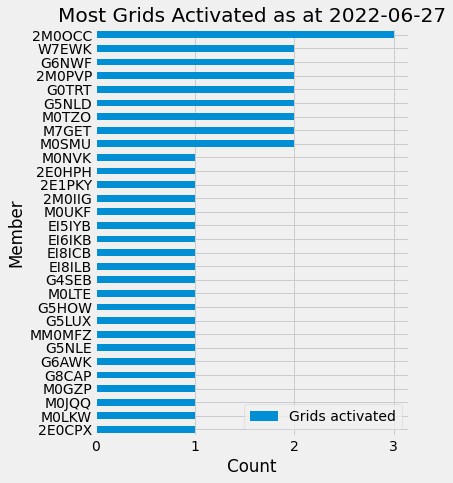 Most Grids Activated as at 2022-06-27
2M0OCC
W7EWK
G6NWF
2M0PVP
G0TRT
G5NLD
M0TZO
M7GET
M0SMU
M0NVK
2E0HPH
2E1PKY
2M0IIG
M0UKF
EI5IYB
EI6IKB
EI8ICB
EI8ILB
G4SEB
M0LTE
G5HOW
G5LUX
MM0MFZ
G5NLE
G6AWK
G8CAP
M0GZP
M0JQQ
M0LKW
2E0CPX
Member
Grids activated
0 1 2 3
Count